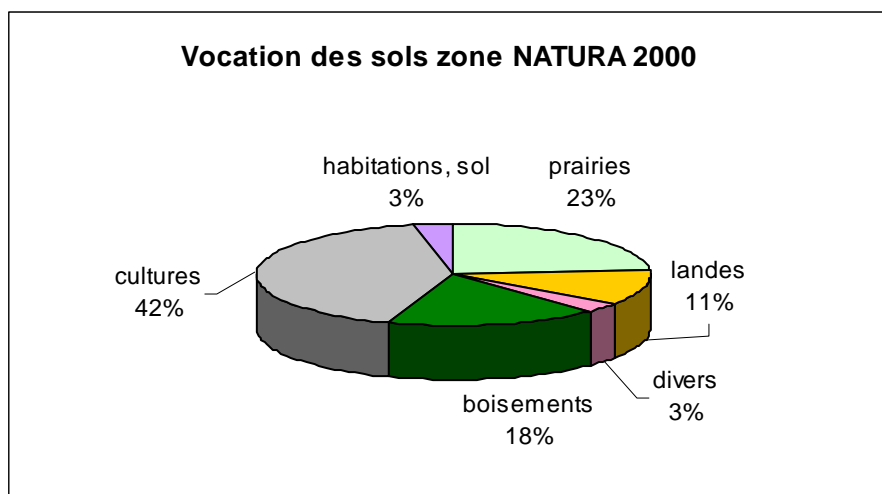 Vocation des sols zone NATURA 2000
habitations, sol
3%
prairies
23%
cultures
42%
landes
11%
divers
3%
boisements
18%